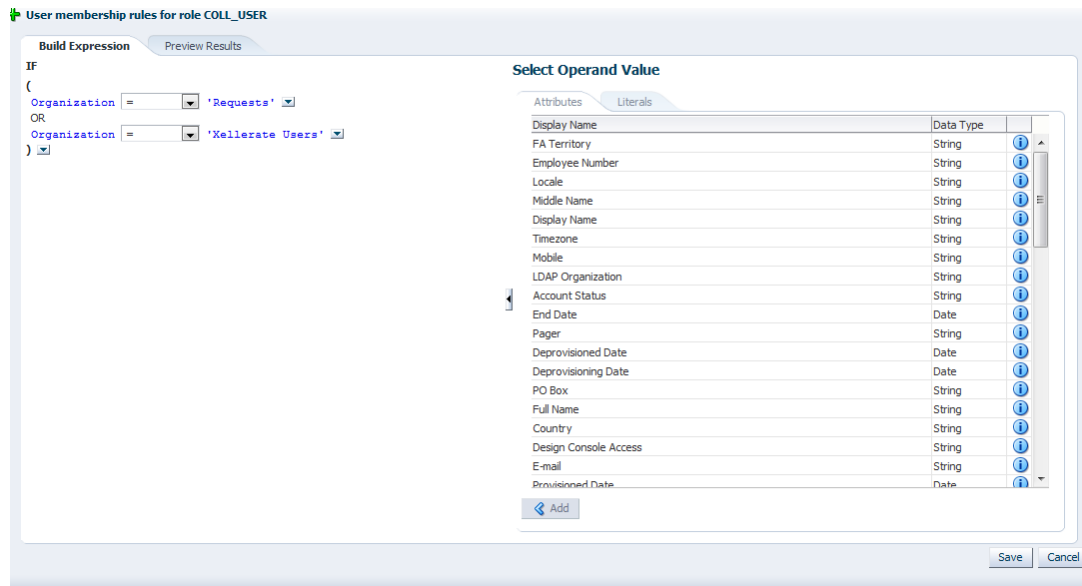 User membership rules for role COLL_USER
Build Expression Preview Results
IF
(
Organization = 'Requests'
OR
Organization = 'Xellerate Users'
)
Select Operand Value
Attributes Literals
Display Name Data Type
FA Territory String
Employee Number String
Locale String
Middle Name String
Display Name String
Timezone String
Mobile String
LDAP Organization String
Account Status String
End Date Date
Pager String
Deprovisioned Date Date
Deprovisioning Date Date
PO Box String
Full Name String
Country String
Design Console Access String
E-mail String
Provisioned Date Date
Add
Save Cancel